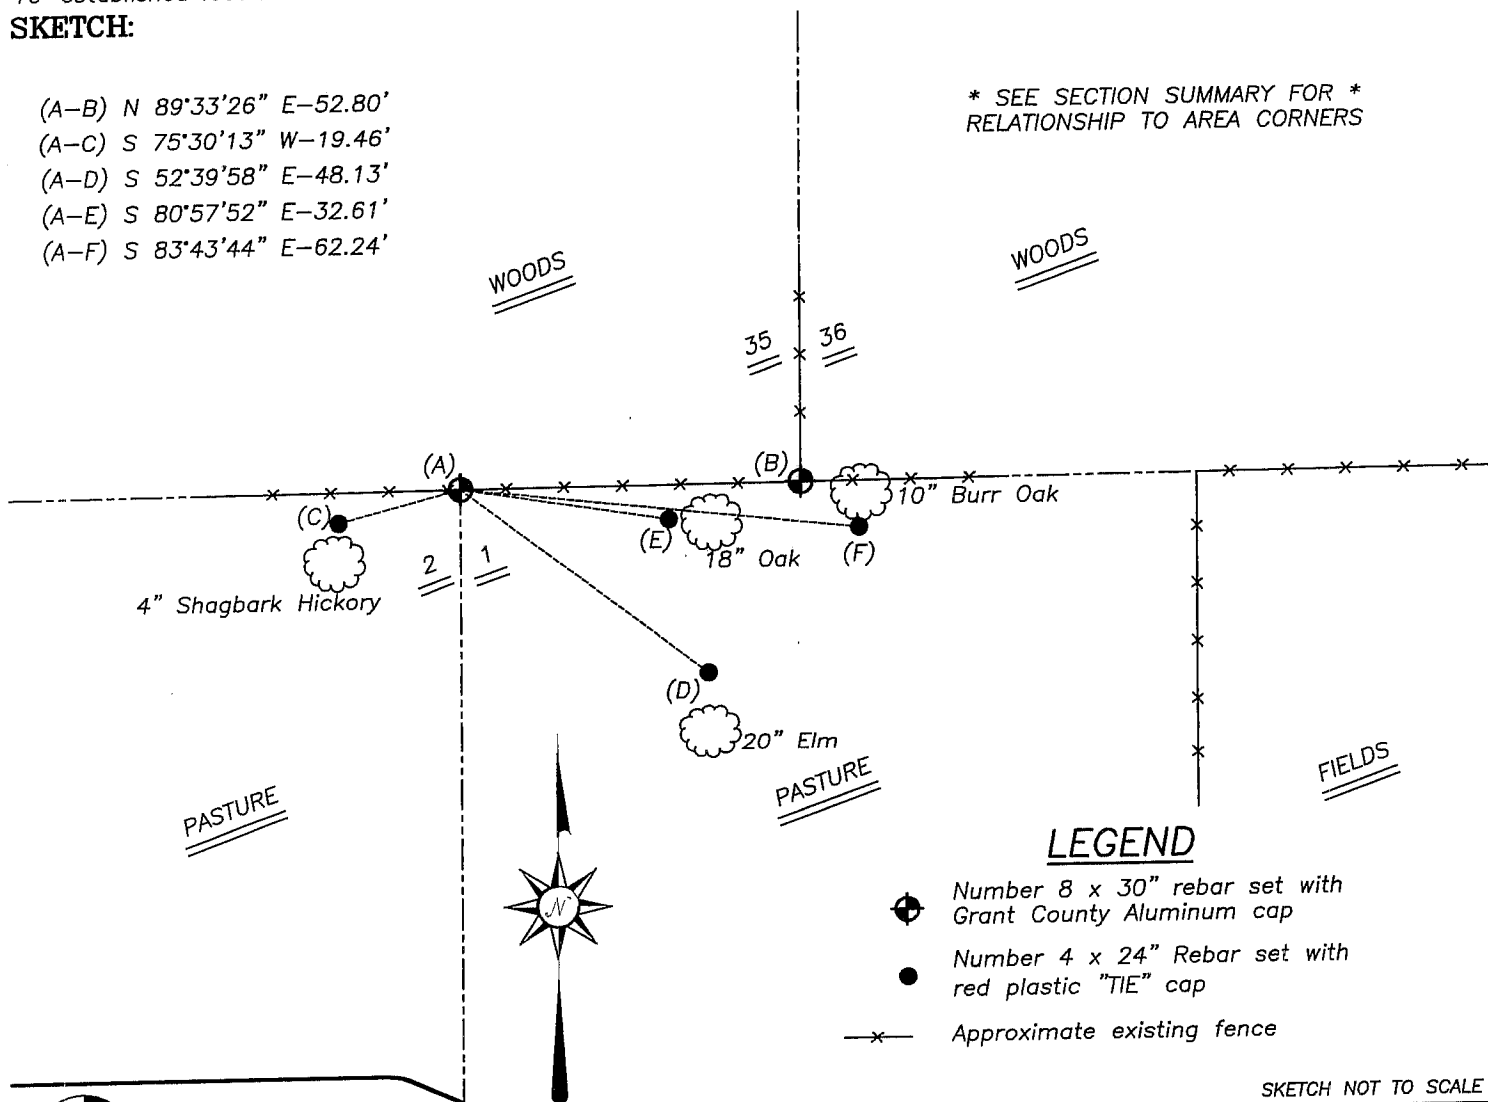 SKETCH:
(A-B) N 89°33'26" E-52.80'
(A-C) S 75°30'13" W-19.46'
(A-D) S 52°39'58" E-48.13'
(A-E) S 80°57'52" E-32.61'
(A-F) S 83°43'44" E-62.24'
* SEE SECTION SUMMARY FOR *
RELATIONSHIP TO AREA CORNERS
WOODS
WOODS
35
36
(A)
(B)
10" Burr Oak
(C)
(E)
(F)
18" Oak
2
1
4" Shagbark Hickory
(D)
20" Elm
PASTURE
PASTURE
FIELDS
N
LEGEND
Number 8 x 30" rebar set with
Grant County Aluminum cap
Number 4 x 24" Rebar set with
red plastic "TIE" cap
Approximate existing fence
SKETCH NOT TO SCALE